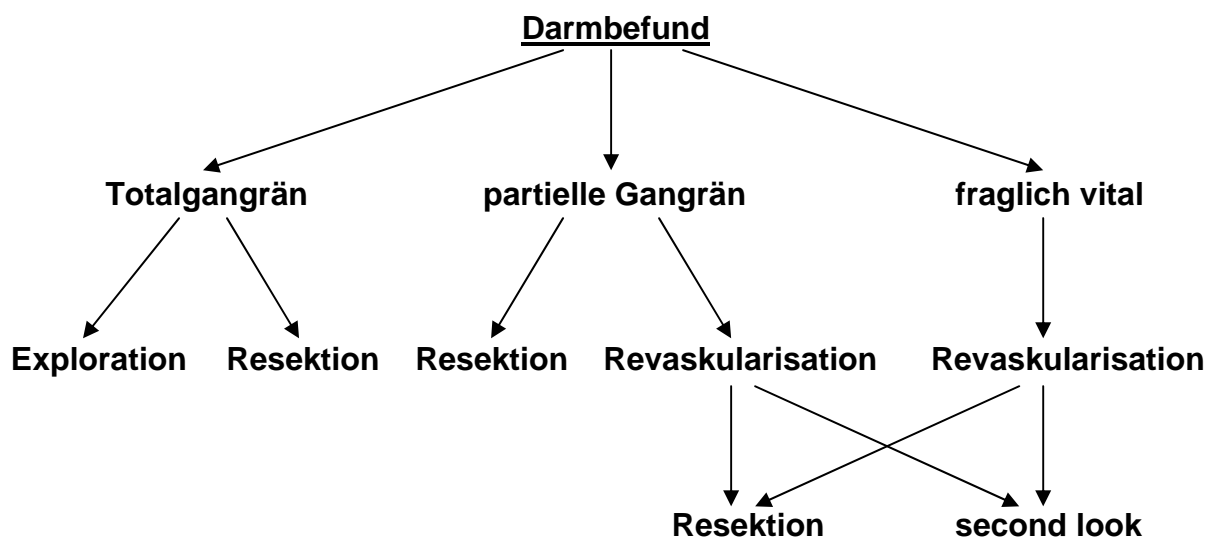 Darmbefund
Totalgangrän partielle Gangrän fraglich vital
Exploration Resektion Resektion Revaskularisation Revaskularisation
Resektion second look